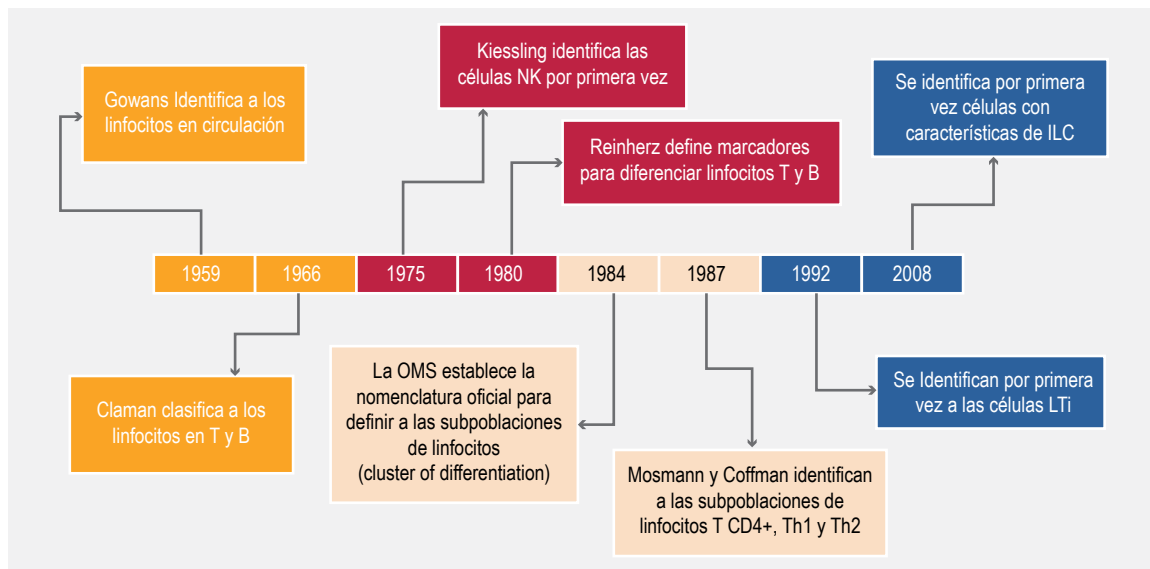 Kiessling identifica las
células NK por primera vez
Gowans Identifica a los
linfocitos en circulación
Se identifica por primera
vez células con
características de ILC
Reinherz define marcadores
para diferenciar linfocitos T y B
1959
1966
1975
1980
1984
1987
1992
2008
Claman clasifica a los
linfocitos en T y B
La OMS establece la
nomenclatura oficial para
definir a las subpoblaciones
de linfocitos
(cluster of differentiation)
Se Identifican por primera
vez a las células LTi
Mosmann y Coffman identifican
a las subpoblaciones de
linfocitos T CD4+, Th1 y Th2